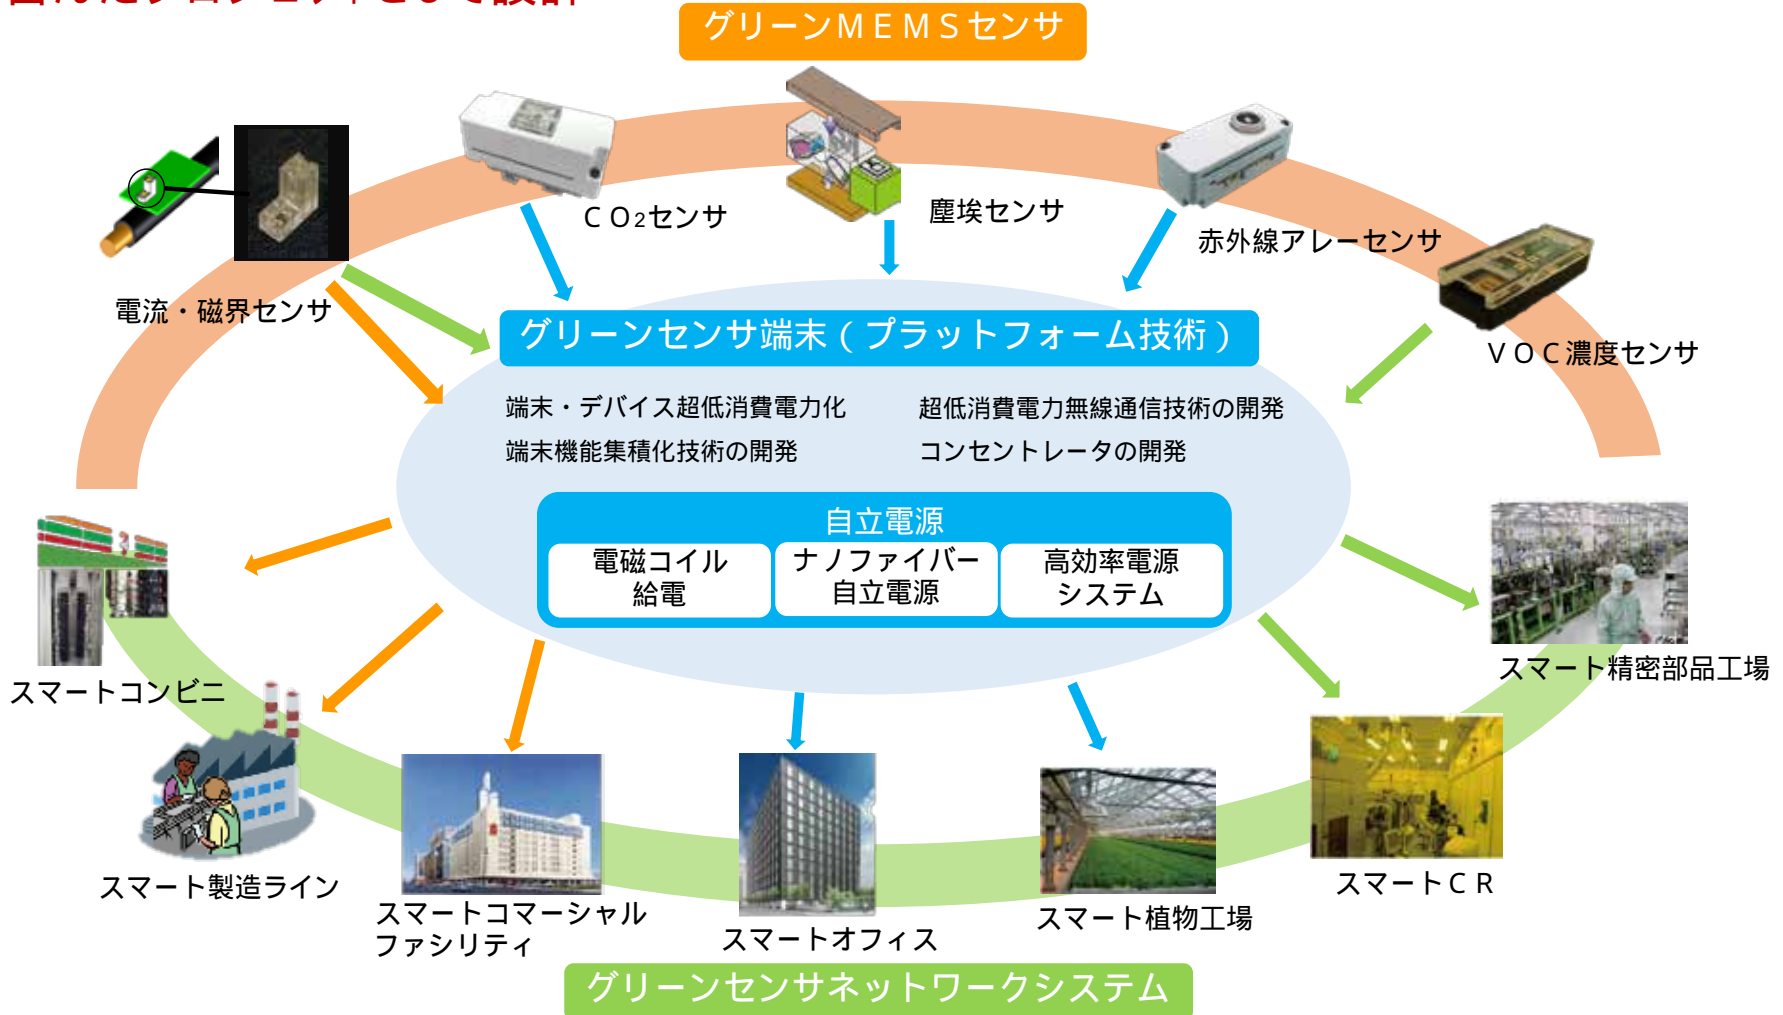 グリーンＭＥＭＳセンサ
ＣＯ2センサ
塵埃センサ
赤外線アレーセンサ
電流・磁界センサ
ＶＯＣ濃度センサ
グリーンセンサ端末（プラットフォーム技術）
端末・デバイス超低消費電力化
超低消費電力無線通信技術の開発
端末機能集積化技術の開発
コンセントレータの開発
自立電源
電磁コイル
給電
ナノファイバー
自立電源
高効率電源
システム
スマートコンビニ
スマート精密部品工場
スマート製造ライン
スマートコマーシャル
ファシリティ
スマートオフィス
スマート植物工場
スマートＣＲ
グリーンセンサネットワークシステム